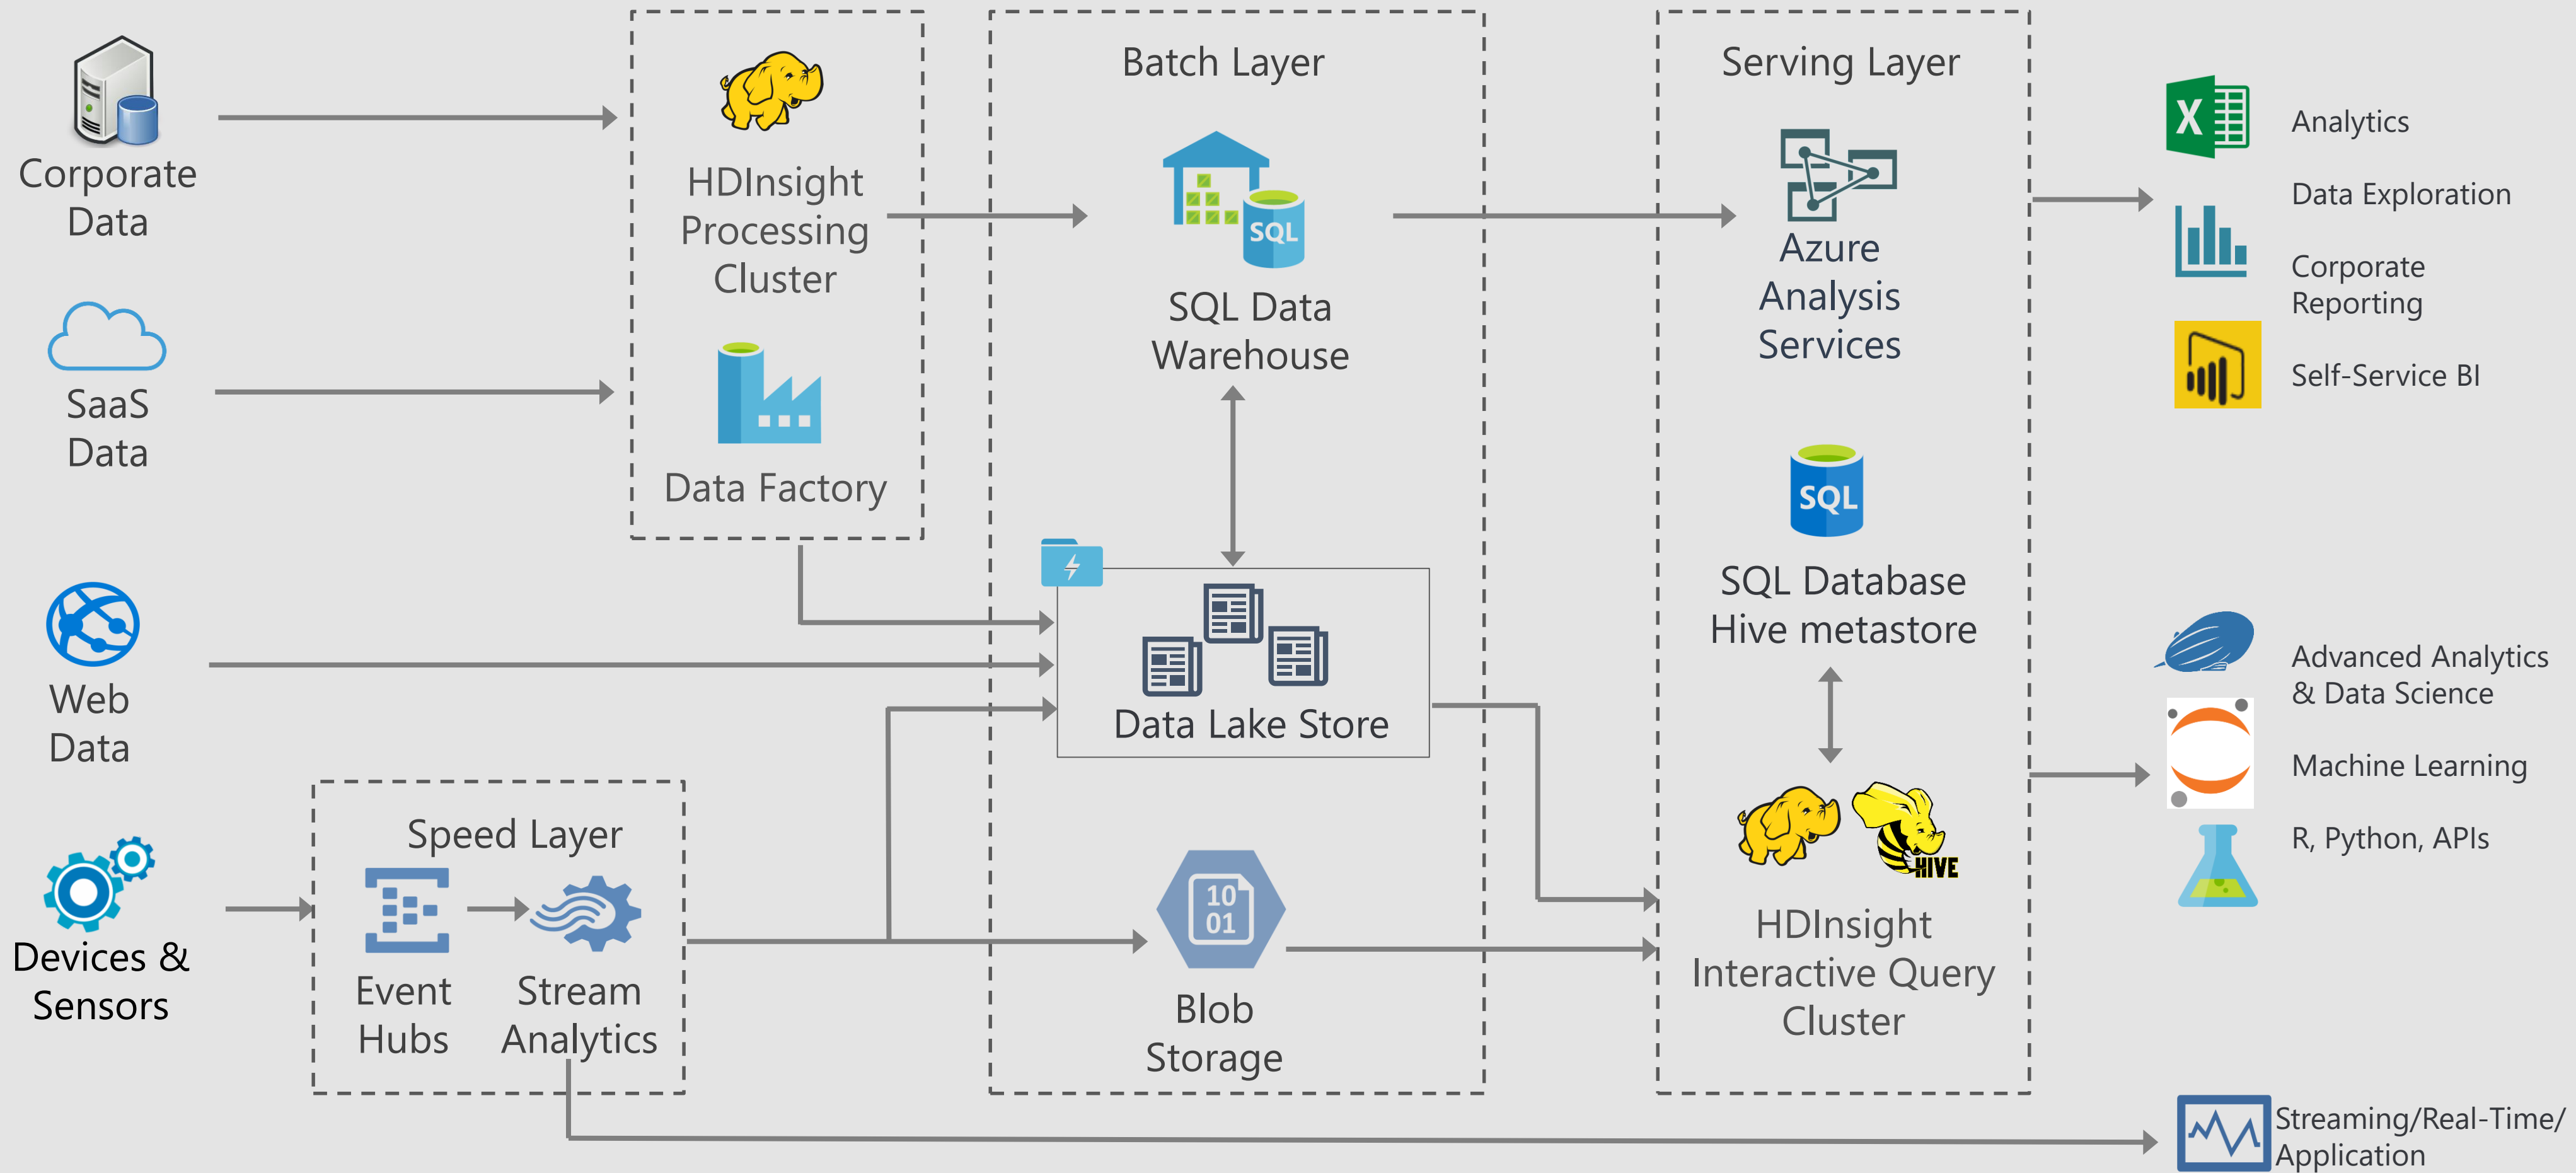 Corporate
Data
SaaS
Data
Web
Data
Devices &
Sensors
HDInsight
Processing
Cluster
Data Factory
Speed Layer
Event
Hubs
Stream
Analytics
Batch Layer
SQL
SQL Data
Warehouse
Data Lake Store
10
01
Blob
Storage
Serving Layer
Azure
Analysis
Services
SQL
SQL Database
Hive metastore
HIVE
HDInsight
Interactive Query
Cluster
X
Analytics
Data Exploration
Corporate
Reporting
Self-Service BI
Advanced Analytics
& Data Science
Machine Learning
R, Python, APIs
Streaming/Real-Time/
Application